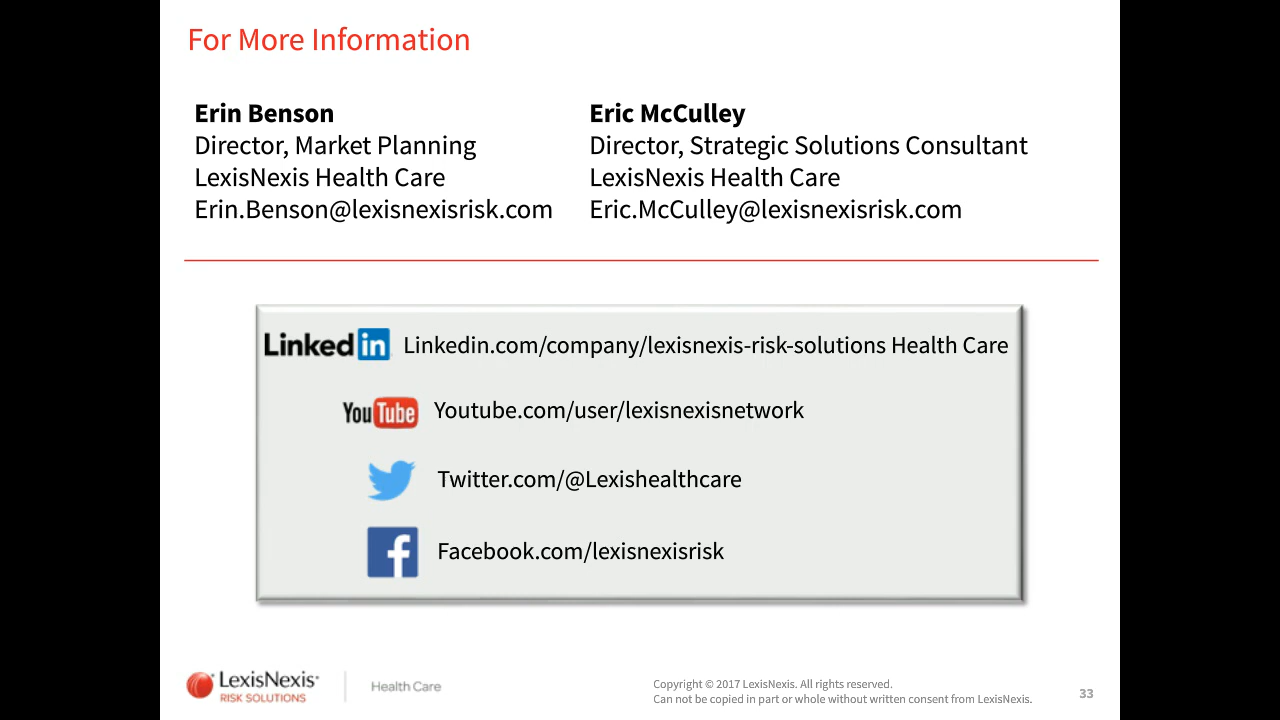 For More Information
Erin Benson
Director, Market Planning
LexisNexis Health Care
Erin.Benson@lexisnexisrisk.com
Eric McCulley
Director, Strategic Solutions Consultant
LexisNexis Health Care
Eric.McCulley@lexisnexisrisk.com
Linked in Linkedin.com/company/lexisnexis-risk-solutions Health Care
YouTube Youtube.com/user/lexisnexisnetwork
Twitter.com/@Lexishealthcare
f Facebook.com/lexisnexisrisk
LexisNexis
RISK SOLUTIONS
Health Care
Copyright © 2017 LexisNexis. All rights reserved.
Can not be copied in part or whole without written consent from LexisNexis.
33